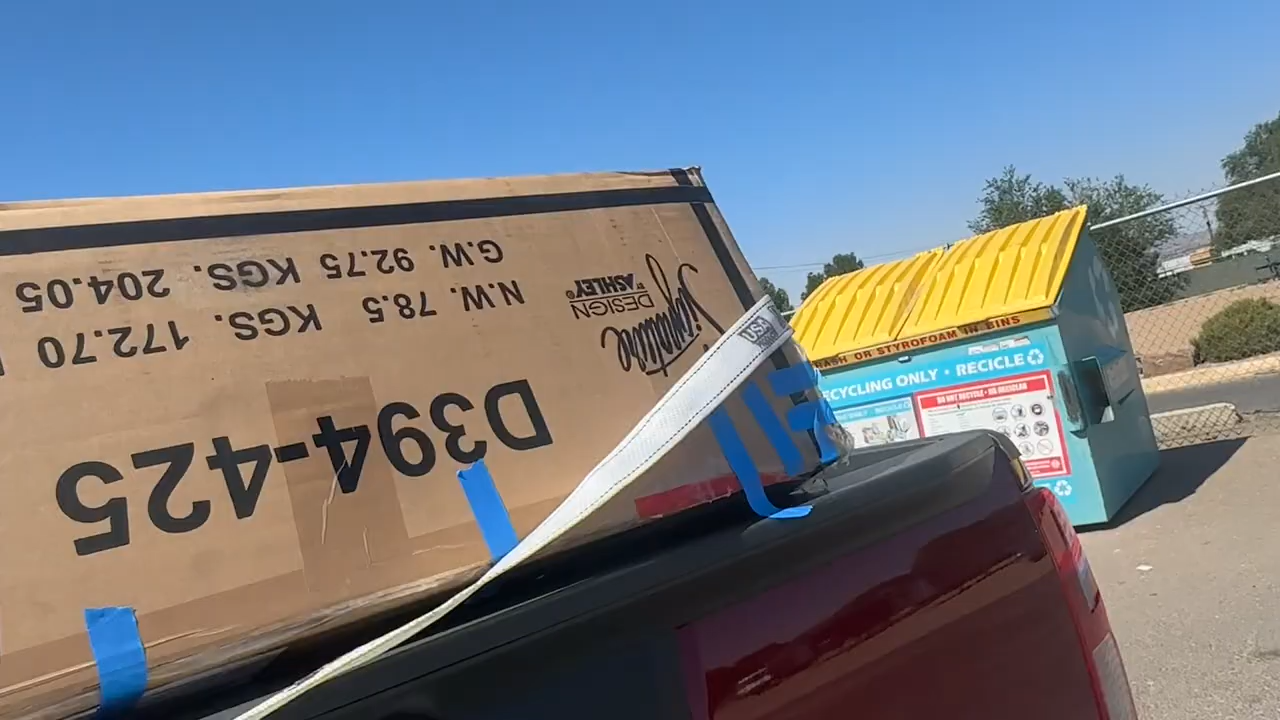 G.W. 92.75 KGS. 204.05
N.W. 78.5 KGS. 172.70
Signature
DESIGN
BY ASHLEY®
D394-425
USA
OR STYROFOAM IN BINS
RECYCLING ONLY • RECICLE
DO NOT RECYCLE • NO RECICLAR